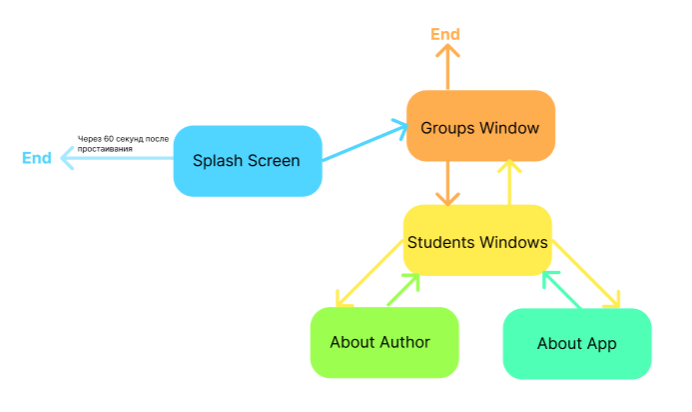 End
Groups Window
Через 60 секунд после
простаивания
End
Splash Screen
Students Windows
About Author
About App